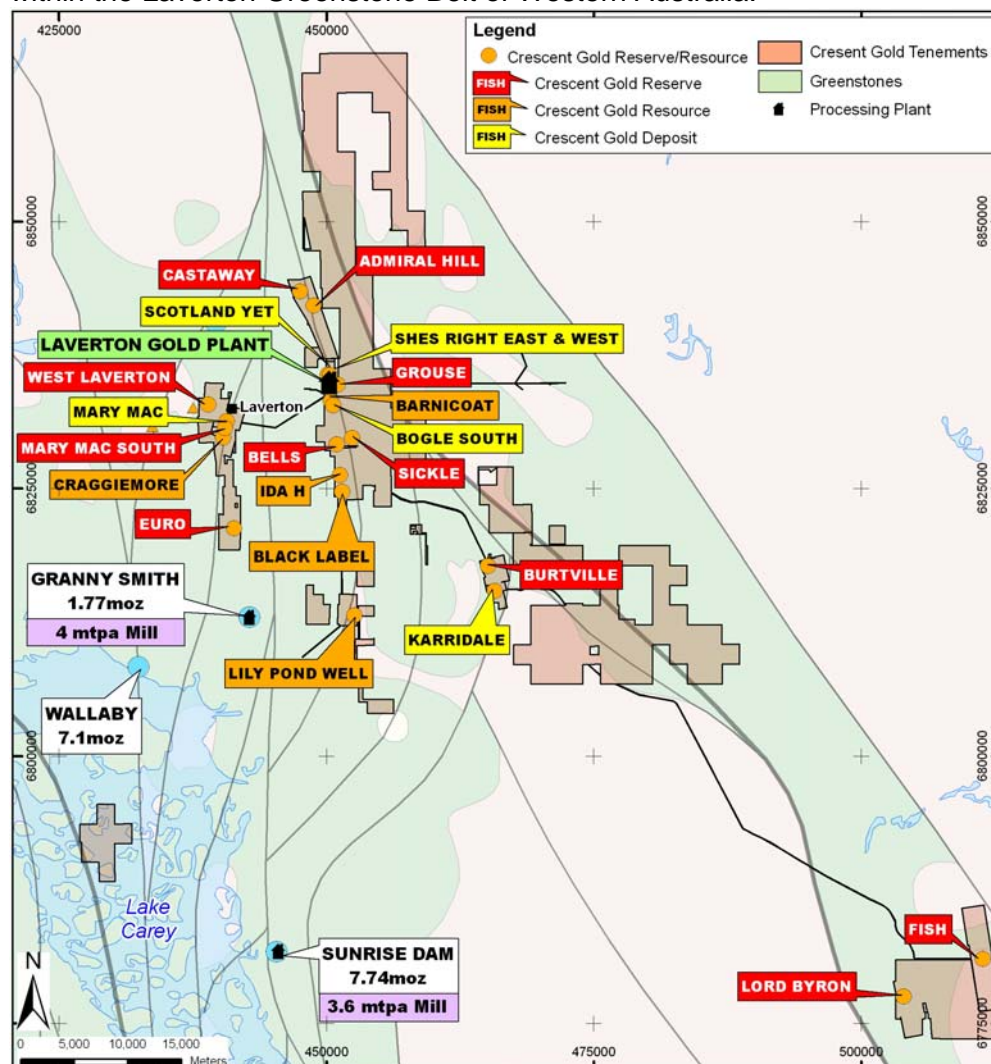 within the Laverton Greenstone Belt of Western Australia.
425000
450000
Legend
Crescent Gold Reserve/Resource
FISH Crescent Gold Reserve
FISH Crescent Gold Resource
FISH Crescent Gold Deposit
Cresent Gold Tenements
Greenstones
Processing Plant
6850000
6850000
ADMIRAL HILL
CASTAWAY
SCOTLAND YET
SHES RIGHT EAST & WEST
LAVERTON GOLD PLANT
GROUSE
WEST LAVERTON
BARNICOAT
Laverton
MARY MAC
BOGLE SOUTH
MARY MAC SOUTH
BELLS
SICKLE
CRAGGIEMORE
IDA H
6825000
6825000
EURO
BLACK LABEL
GRANNY SMITH
1.77moz
4 mtpa Mill
BURTVILLE
KARRIDALE
LILY POND WELL
WALLABY
7.1moz
6800000
6800000
Lake
Carey
FISH
SUNRISE DAM
7.74moz
3.6 mtpa Mill
LORD BYRON
N
6775000
0 5,000 10,000 15,000
Meters
450000
475000
500000